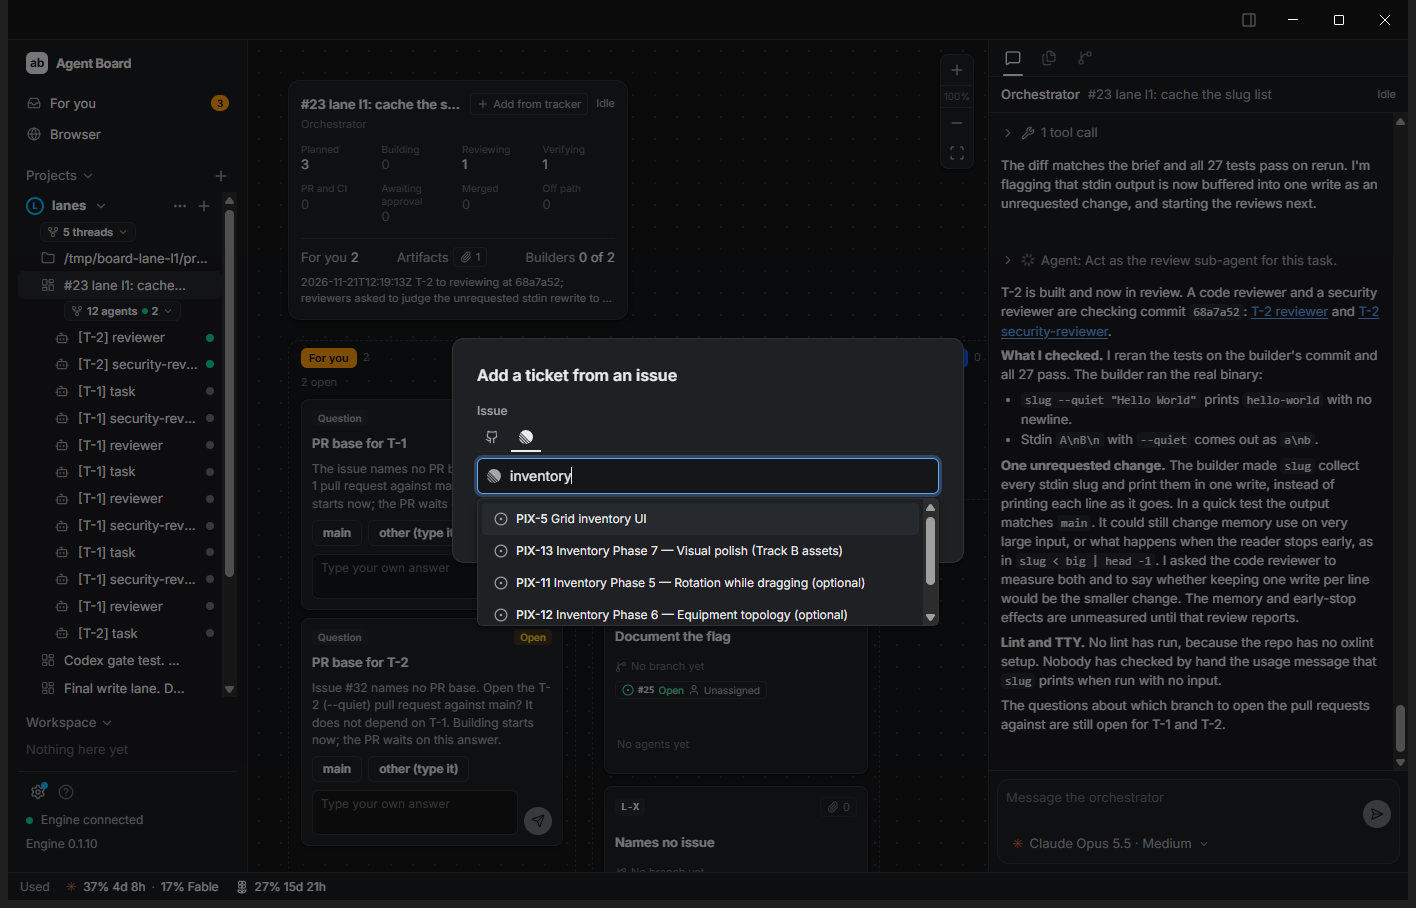 ab Agent Board
For you 3
Browser
Projects
L lanes
5 threads
/tmp/board-lane-l1/pr...
#23 lane l1: cache...
12 agents 2
[T-2] reviewer
[T-2] security-rev...
[T-1] task
[T-1] security-rev...
[T-1] reviewer
[T-1] task
[T-1] reviewer
[T-1] security-rev...
[T-1] task
[T-1] security-rev...
[T-1] reviewer
[T-2] task
Codex gate test. ...
Final write lane. D...
Workspace
Nothing here yet
Engine connected
Engine 0.1.10
Used 37% 4d 8h · 17% Fable 27% 15d 21h
#23 lane l1: cache the s... + Add from tracker Idle
Orchestrator
Planned Building Reviewing Verifying
3 0 1 1
PR and CI Awaiting approval Merged Off path
0 0 0 0
For you 2 Artifacts 1 Builders 0 of 2
2026-11-21T12:19:13Z T-2 to reviewing at 68a7a52;
reviewers asked to judge the unrequested stdin rewrite to ...
100%
For you 2
0
2 open
Question
PR base for T-1
The issue names no PR b
1 pull request against ma
starts now; the PR waits
main other (type i
Type your own answer
Question Open
PR base for T-2
Issue #32 names no PR base. Open the T-
2 (--quiet) pull request against main? It
does not depend on T-1. Building starts
now; the PR waits on this answer.
main other (type it)
Type your own answer
Add a ticket from an issue
Issue
inventory
PIX-5 Grid inventory UI
PIX-13 Inventory Phase 7 — Visual polish (Track B assets)
PIX-11 Inventory Phase 5 — Rotation while dragging (optional)
PIX-12 Inventory Phase 6 — Equipment topology (optional)
Document the flag
No branch yet
#25 Open Unassigned
No agents yet
L-X 0
Names no issue
No branch yet
Orchestrator #23 lane l1: cache the slug list Idle
1 tool call
The diff matches the brief and all 27 tests pass on rerun. I'm
flagging that stdin output is now buffered into one write as an
unrequested change, and starting the reviews next.
Agent: Act as the review sub-agent for this task.
T-2 is built and now in review. A code reviewer and a security
reviewer are checking commit 68a7a52 : T-2 reviewer and T-2
security-reviewer.
What I checked. I reran the tests on the builder's commit and
all 27 pass. The builder ran the real binary:
• slug --quiet "Hello World" prints hello-world with no
newline.
• Stdin A\nB\n with --quiet comes out as a\nb .
One unrequested change. The builder made slug collect
every stdin slug and print them in one write, instead of
printing each line as it goes. In a quick test the output
matches main . It could still change memory use on very
large input, or what happens when the reader stops early, as
in slug < big | head -1 . I asked the code reviewer to
measure both and to say whether keeping one write per line
would be the smaller change. The memory and early-stop
effects are unmeasured until that review reports.
Lint and TTY. No lint has run, because the repo has no oxlint
setup. Nobody has checked by hand the usage message that
slug prints when run with no input.
The questions about which branch to open the pull requests
against are still open for T-1 and T-2.
Message the orchestrator
Claude Opus 5.5 · Medium